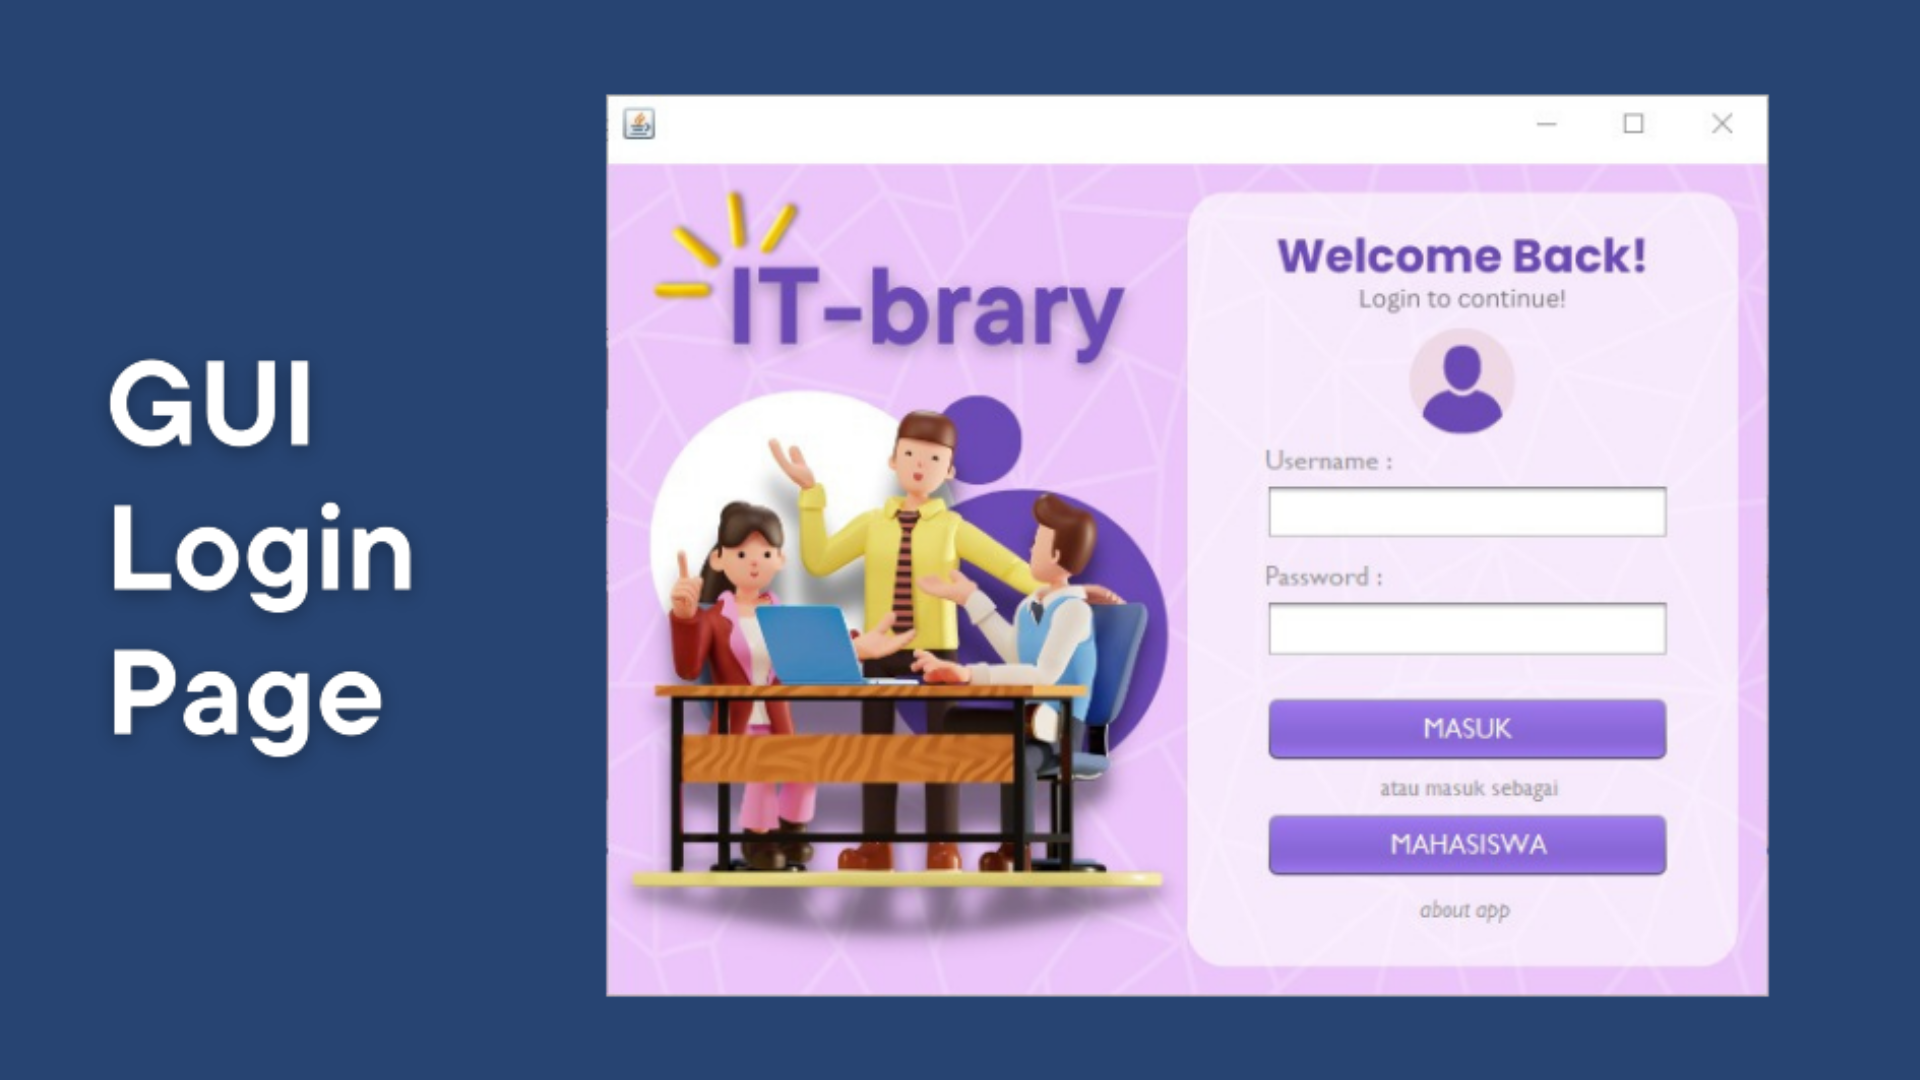 GUI
Login
Page
IT-brary
Welcome Back!
Login to continue!
Username :
Password :
MASUK
atau masuk sebagai
MAHASISWA
about app